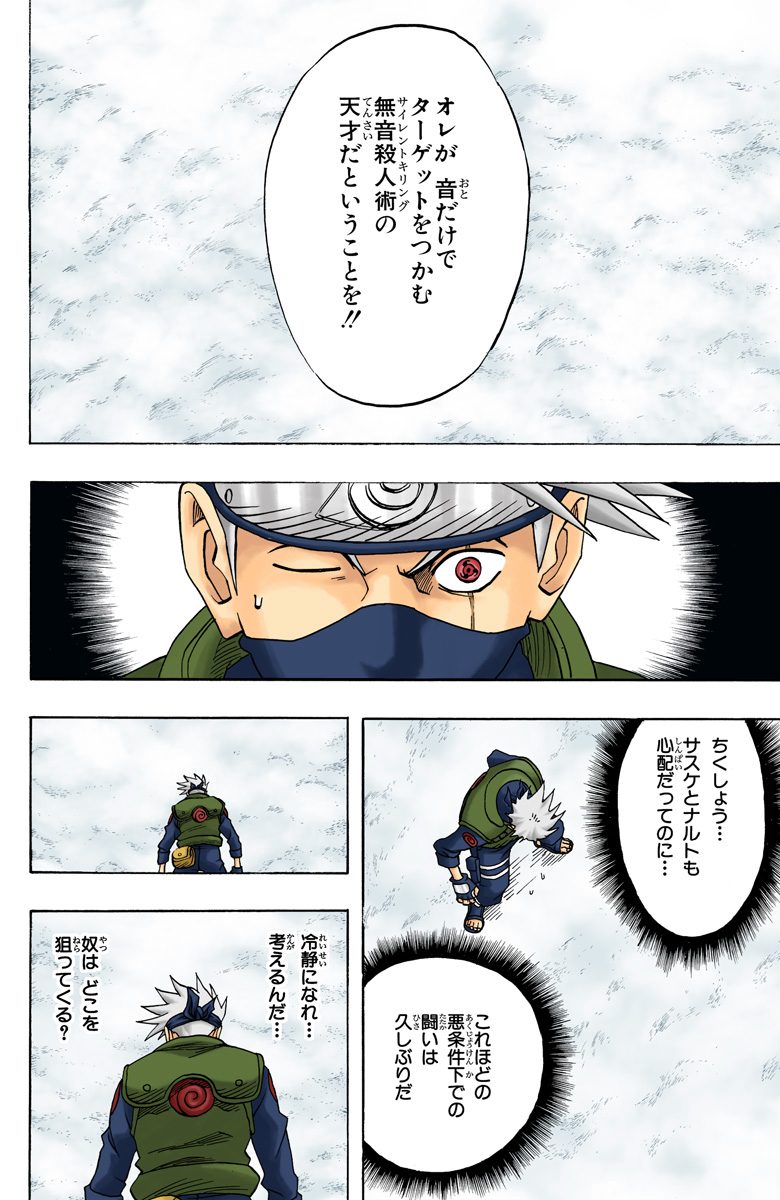 オレが 音だけで
ターゲットをつかむ
無音殺人術の
天才だということを!!
ちくしょう…
サスケとナルトも
心配だってのに…
これほどの
悪条件下での
闘いは
久しぶりだ
冷静になれ…
考えるんだ…
奴は どこを
狙ってくる?